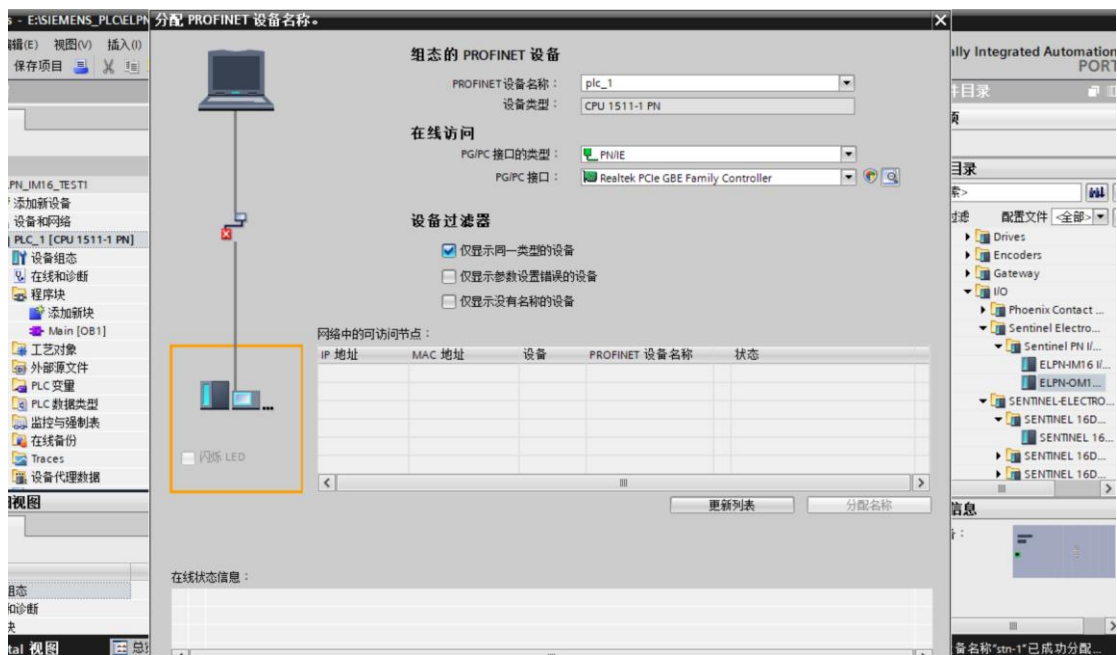 s - E:\SIEMENS_PLC\ELPN
分配 PROFINET 设备名称。
编辑(E) 视图(V) 插入(I)
保存项目
ally Integrated Automation
PORT
组态的 PROFINET 设备
PROFINET设备名称：
plc_1
设备类型：
CPU 1511-1 PN
在线访问
PG/PC 接口的类型：
PN/IE
PG/PC 接口：
Realtek PCIe GBE Family Controller
设备过滤器
仅显示同一类型的设备
仅显示参数设置错误的设备
仅显示没有名称的设备
网络中的可访问节点：
IP 地址 MAC 地址 设备 PROFINET 设备名称 状态
闪烁 LED
更新列表
分配名称
在线状态信息：
LPN_IM16_TEST1
添加新设备
设备和网络
PLC_1 [CPU 1511-1 PN]
设备组态
在线和诊断
程序块
添加新块
Main [OB1]
工艺对象
外部源文件
PLC 变量
PLC 数据类型
监控与强制表
在线备份
Traces
设备代理数据
细视图
组态
和诊断
块
tal 视图
总览
件目录
项
目录
索>
过滤
配置文件 <全部>
Drives
Encoders
Gateway
I/O
Phoenix Contact ...
Sentinel Electro...
Sentinel PN I/...
ELPN-IM16 I/...
ELPN-OM1...
SENTINEL-ELECTRO...
SENTINEL 16D...
SENTINEL 16...
SENTINEL 16D...
SENTINEL 16D...
信息
备：
备名称"stn-1"已成功分配...